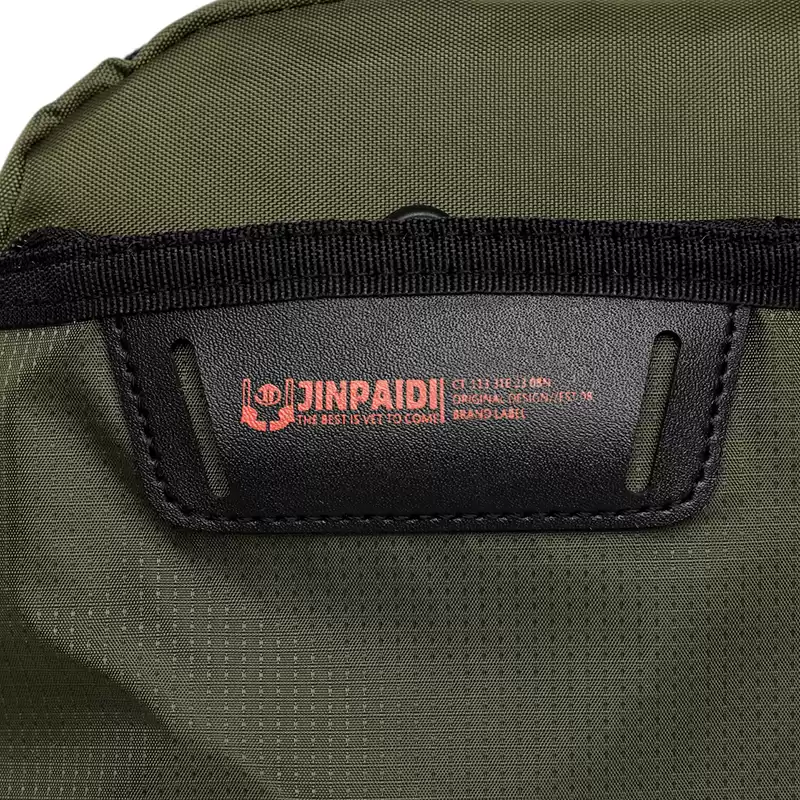 JINPAIDI
THE BEST IS YET TO COME
ORIGINAL DESIGN//EST 08
BRAND LABEL